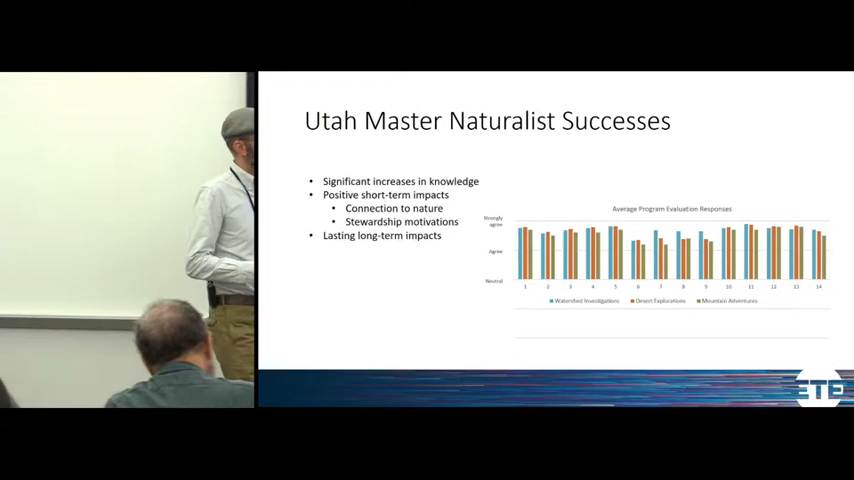 Utah Master Naturalist Successes
• Significant increases in knowledge
• Positive short-term impacts
• Connection to nature
• Stewardship motivations
• Lasting long-term impacts
Average Program Evaluation Responses
Strongly
agree
Agree
Neutral
1 2 3 4 5 6 7 8 9 10 11 12 13 14
Watershed Investigations Desert Explorations Mountain Adventures
ETE